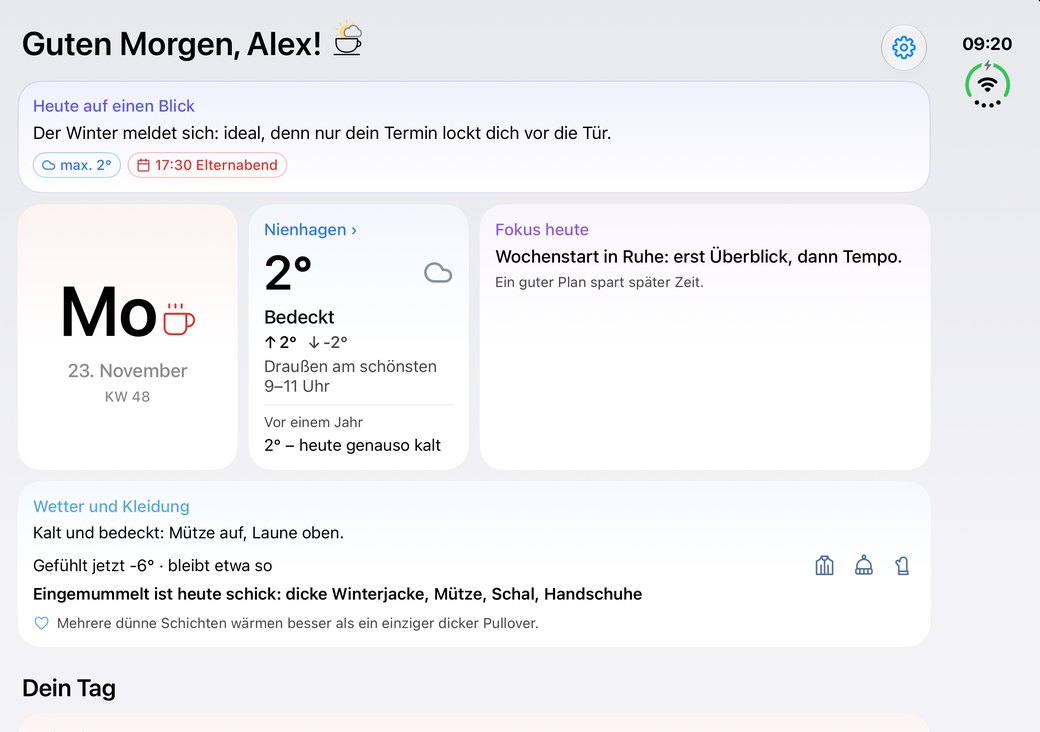 Guten Morgen, Alex!
09:20
Heute auf einen Blick
Der Winter meldet sich: ideal, denn nur dein Termin lockt dich vor die Tür.
max. 2°
17:30 Elternabend
Mo
23. November
KW 48
Nienhagen ›
2°
Bedeckt
↑ 2° ↓ -2°
Draußen am schönsten
9–11 Uhr
Vor einem Jahr
2° – heute genauso kalt
Fokus heute
Wochenstart in Ruhe: erst Überblick, dann Tempo.
Ein guter Plan spart später Zeit.
Wetter und Kleidung
Kalt und bedeckt: Mütze auf, Laune oben.
Gefühlt jetzt -6° · bleibt etwa so
Eingemummelt ist heute schick: dicke Winterjacke, Mütze, Schal, Handschuhe
Mehrere dünne Schichten wärmen besser als ein einziger dicker Pullover.
Dein Tag